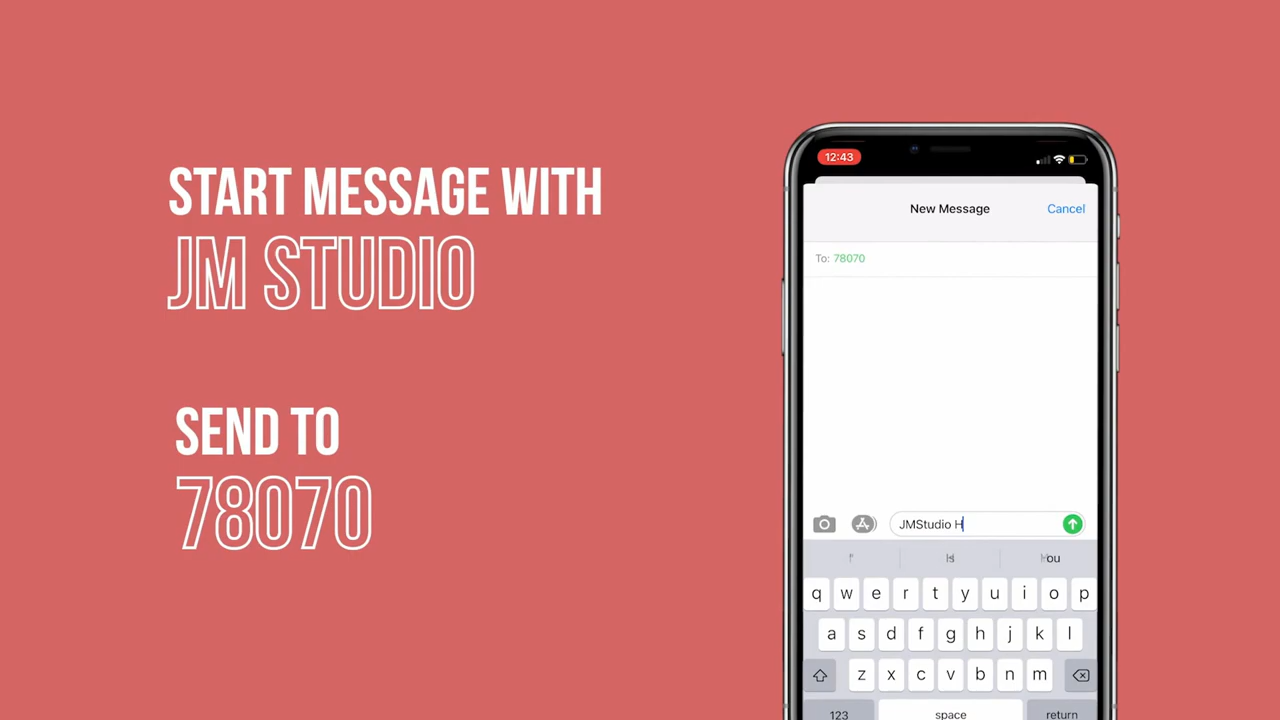 START MESSAGE WITH
JM STUDIO
SEND TO
78070
12:43
New Message
Cancel
To: 78070
JMStudio H
q w e r t y u i o p
a s d f g h j k l
z x c v b n m
123 space return